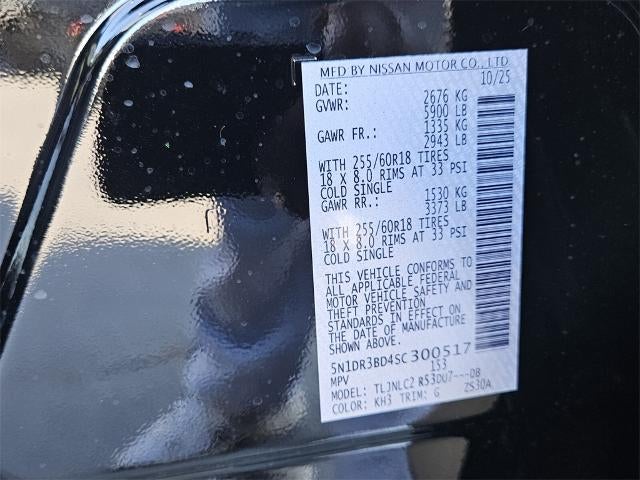 MFD BY NISSAN MOTOR CO., LTD
DATE: 10/25
GVWR: 2676 KG
5900 LB
GAWR FR.: 1335 KG
2943 LB
WITH 255/60R18 TIRES
18 X 8.0 RIMS AT 33 PSI
COLD SINGLE
GAWR RR.: 1530 KG
3373 LB
WITH 255/60R18 TIRES
18 X 8.0 RIMS AT 33 PSI
COLD SINGLE
THIS VEHICLE CONFORMS TO
ALL APPLICABLE FEDERAL
MOTOR VEHICLE SAFETY AND
THEFT PREVENTION
STANDARDS IN EFFECT ON
THE DATE OF MANUFACTURE
SHOWN ABOVE.
5N1DR3BD4SC300517
MPV 153
MODEL: TLJNLC2 R53DU7---DB
COLOR: KH3 TRIM: G ZS30A